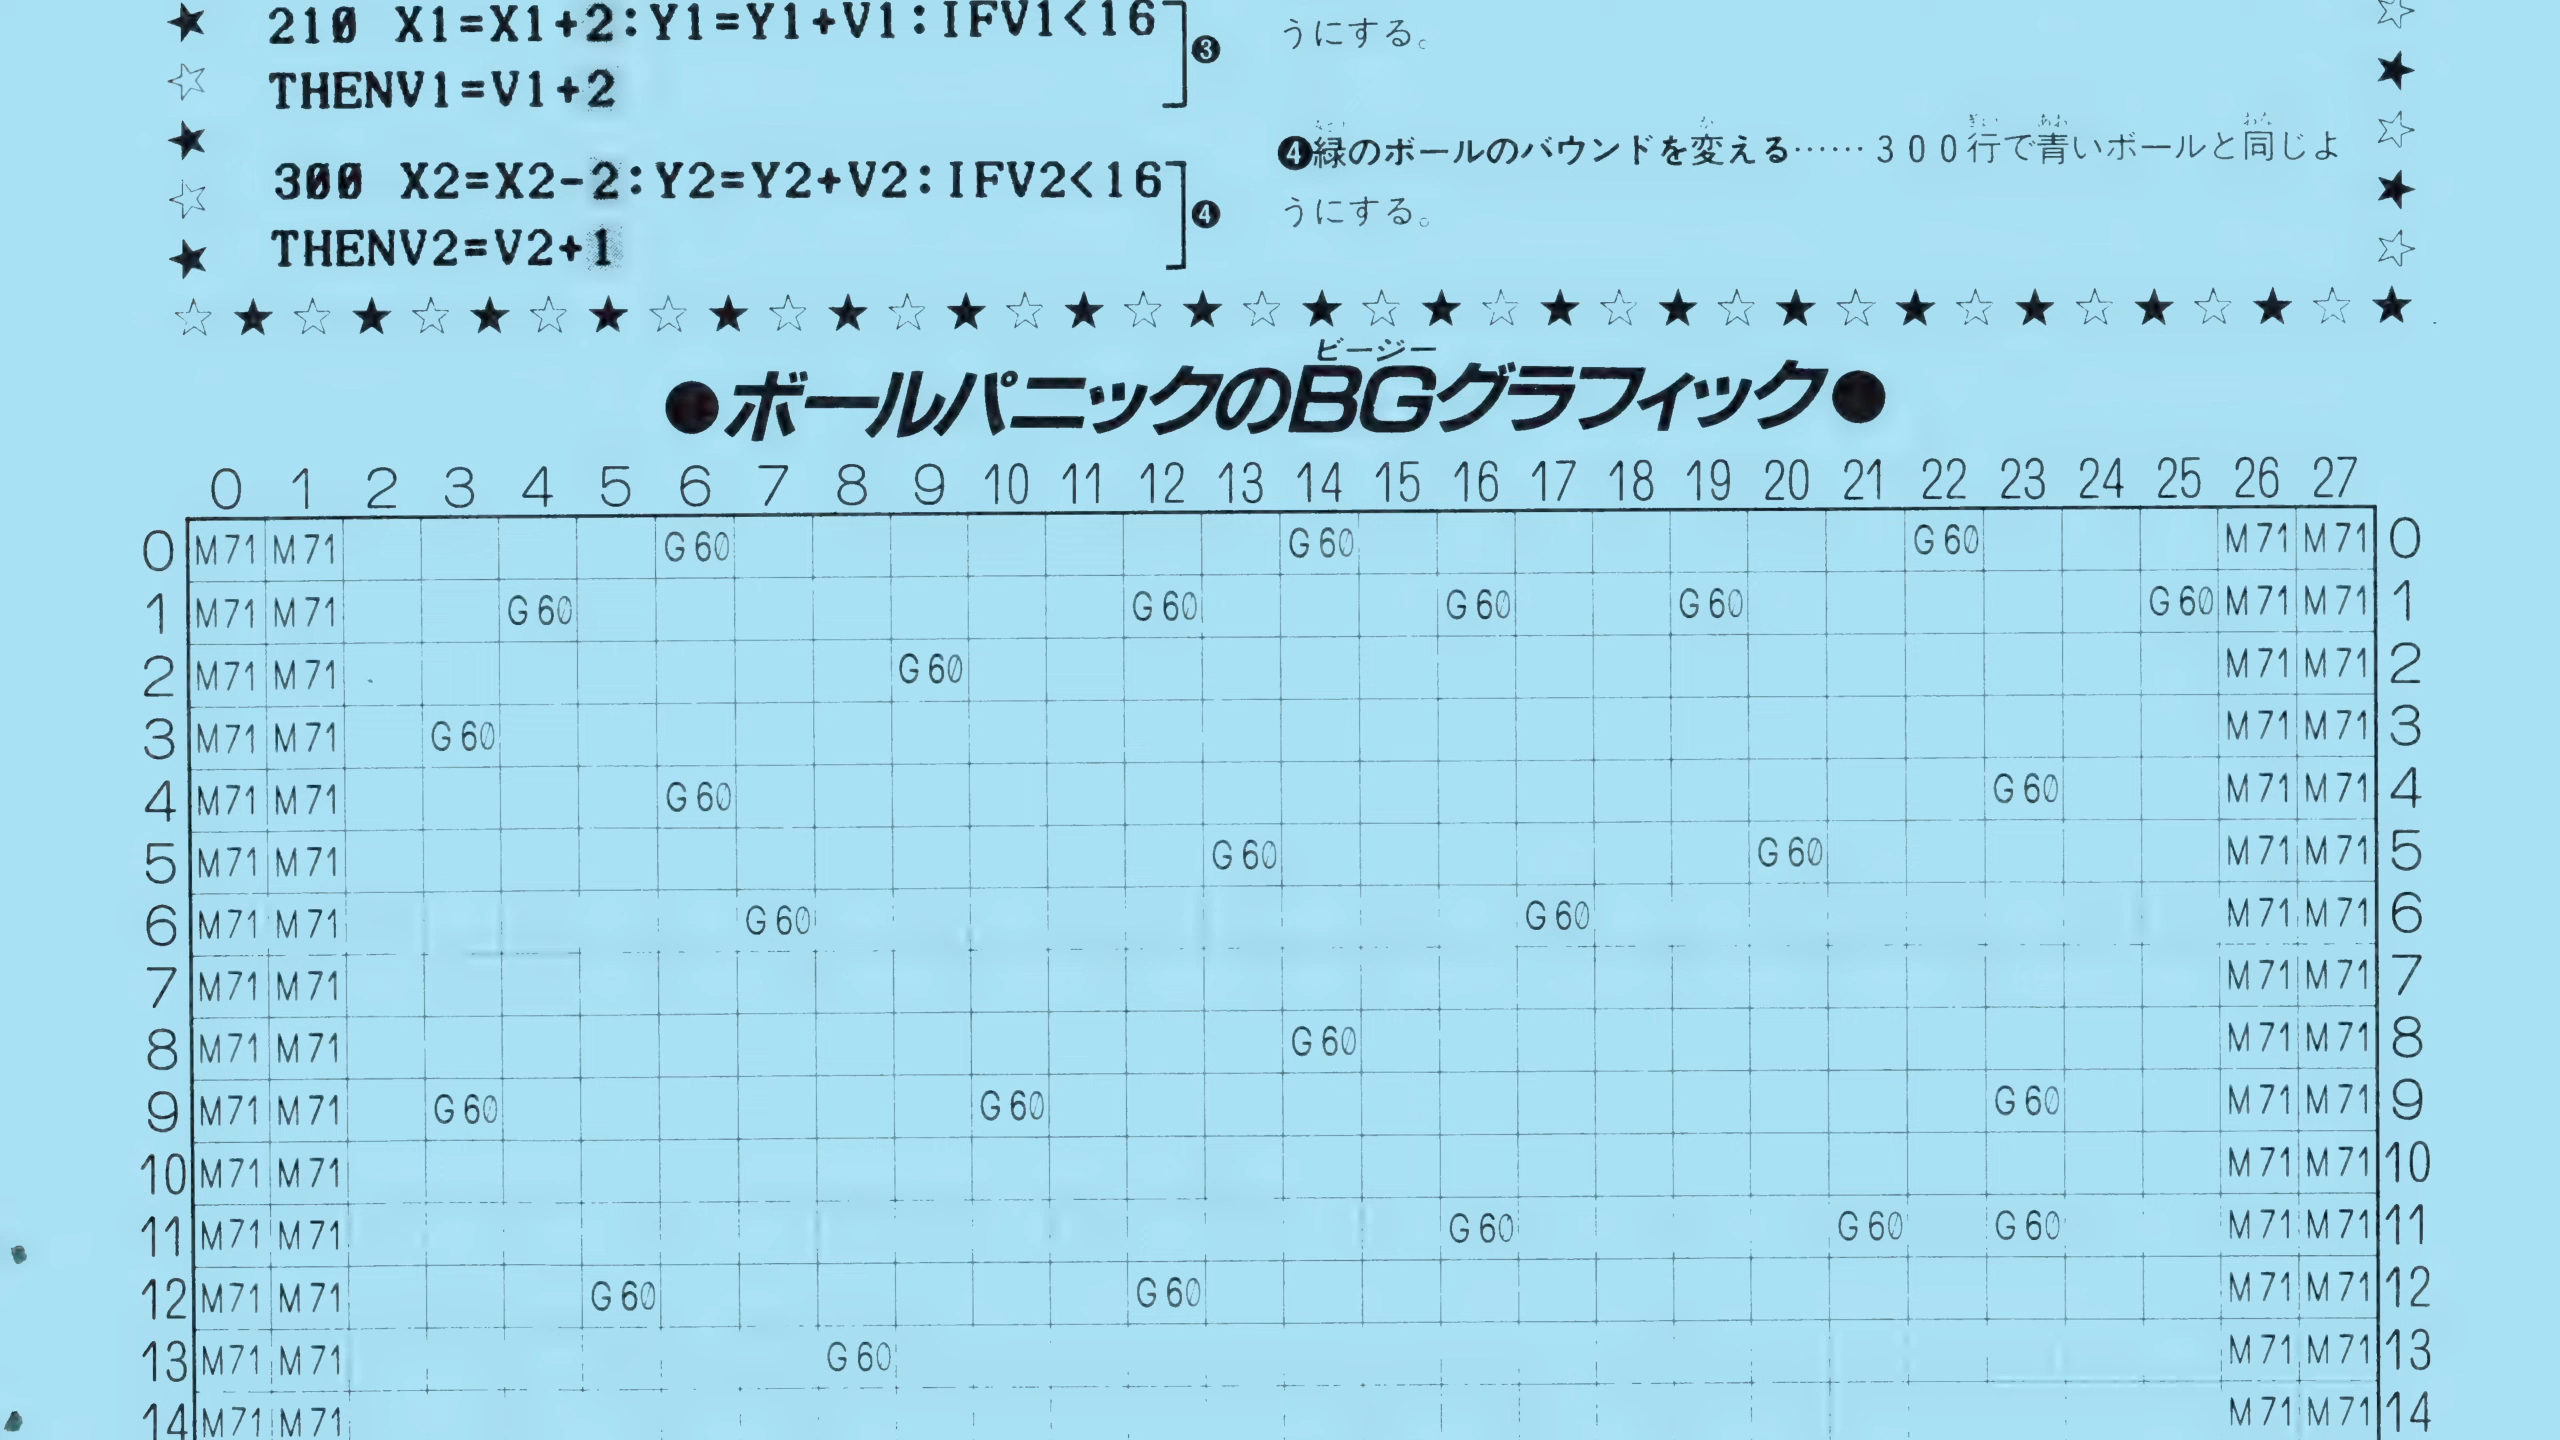 210 X1=X1+2:Y1=Y1+V1:IFV1<16
THENV1=V1+2
❸
うにする。
300 X2=X2-2:Y2=Y2+V2:IFV2<16
THENV2=V2+1
❹
❹緑のボールのバウンドを変える……300行で青いボールと同じよ
うにする。
ビージー
●ボールパニックのBGグラフィック●
0 1 2 3 4 5 6 7 8 9 10 11 12 13 14 15 16 17 18 19 20 21 22 23 24 25 26 27
0 M71 M71 G60 G60 G60 M71 M71 0
1 M71 M71 G60 G60 G60 G60 G60 M71 M71 1
2 M71 M71 G60 M71 M71 2
3 M71 M71 G60 M71 M71 3
4 M71 M71 G60 G60 M71 M71 4
5 M71 M71 G60 G60 M71 M71 5
6 M71 M71 G60 G60 M71 M71 6
7 M71 M71 M71 M71 7
8 M71 M71 G60 M71 M71 8
9 M71 M71 G60 G60 G60 M71 M71 9
10 M71 M71 M71 M71 10
11 M71 M71 G60 G60 G60 M71 M71 11
12 M71 M71 G60 G60 M71 M71 12
13 M71 M71 G60 M71 M71 13
14 M71 M71 M71 M71 14